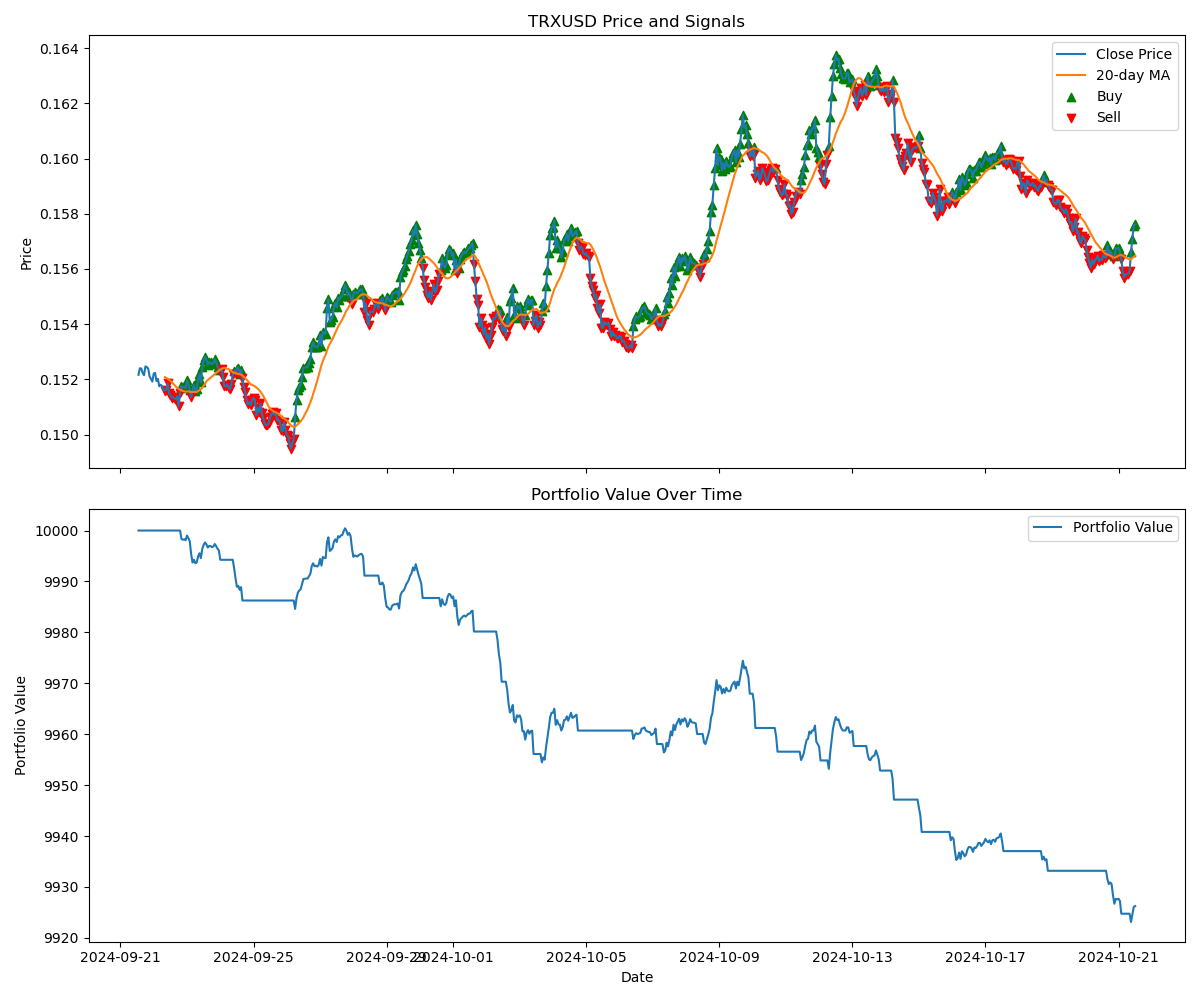 TRXUSD Price and Signals
Price
0.164
0.162
0.160
0.158
0.156
0.154
0.152
0.150
Close Price
20-day MA
Buy
Sell
Portfolio Value Over Time
Portfolio Value
10000
9990
9980
9970
9960
9950
9940
9930
9920
Portfolio Value
2024-09-21 2024-09-25 2024-09-29 2024-10-01 2024-10-05 2024-10-09 2024-10-13 2024-10-17 2024-10-21
Date